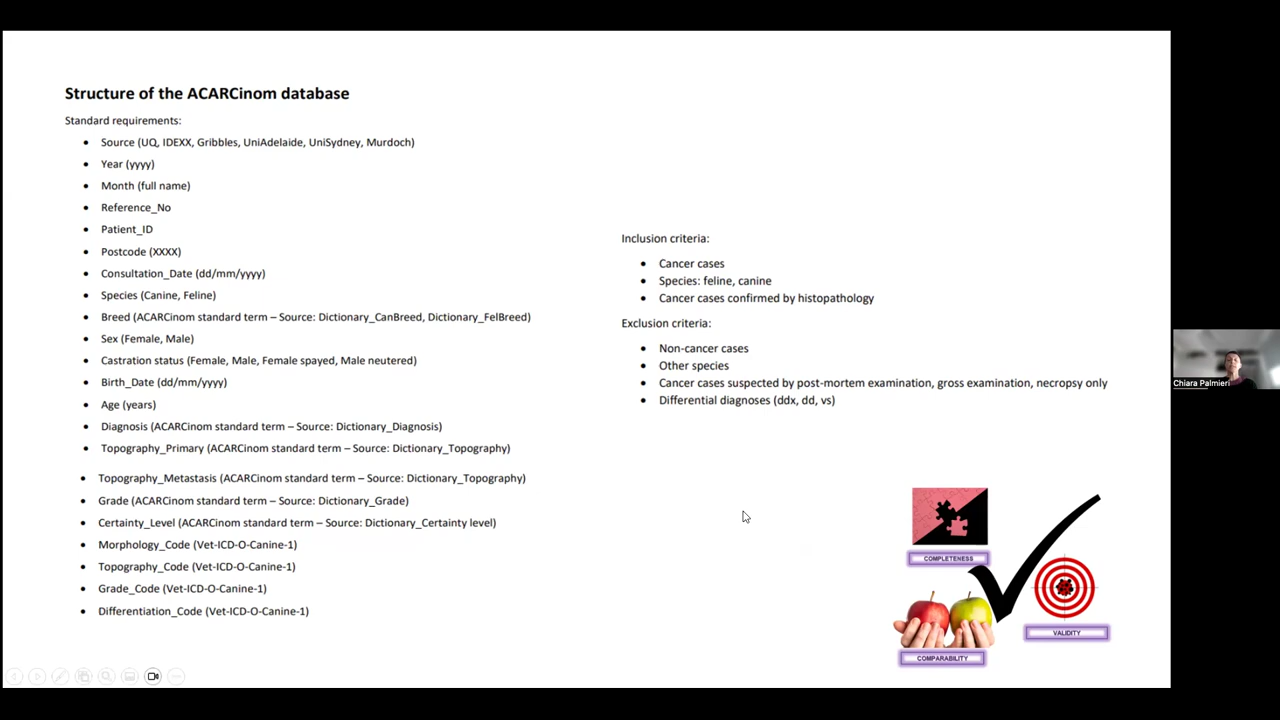 Structure of the ACARCinom database
Standard requirements:
• Source (UQ, IDEXX, Gribbles, UniAdelaide, UniSydney, Murdoch)
• Year (yyyy)
• Month (full name)
• Reference_No
• Patient_ID
• Postcode (XXXX)
• Consultation_Date (dd/mm/yyyy)
• Species (Canine, Feline)
• Breed (ACARCinom standard term – Source: Dictionary_CanBreed, Dictionary_FelBreed)
• Sex (Female, Male)
• Castration status (Female, Male, Female spayed, Male neutered)
• Birth_Date (dd/mm/yyyy)
• Age (years)
• Diagnosis (ACARCinom standard term – Source: Dictionary_Diagnosis)
• Topography_Primary (ACARCinom standard term – Source: Dictionary_Topography)
• Topography_Metastasis (ACARCinom standard term – Source: Dictionary_Topography)
• Grade (ACARCinom standard term – Source: Dictionary_Grade)
• Certainty_Level (ACARCinom standard term – Source: Dictionary_Certainty level)
• Morphology_Code (Vet-ICD-O-Canine-1)
• Topography_Code (Vet-ICD-O-Canine-1)
• Grade_Code (Vet-ICD-O-Canine-1)
• Differentiation_Code (Vet-ICD-O-Canine-1)
Inclusion criteria:
• Cancer cases
• Species: feline, canine
• Cancer cases confirmed by histopathology
Exclusion criteria:
• Non-cancer cases
• Other species
• Cancer cases suspected by post-mortem examination, gross examination, necropsy only
• Differential diagnoses (ddx, dd, vs)
COMPLETENESS
VALIDITY
COMPARABILITY
Chiara Palmieri